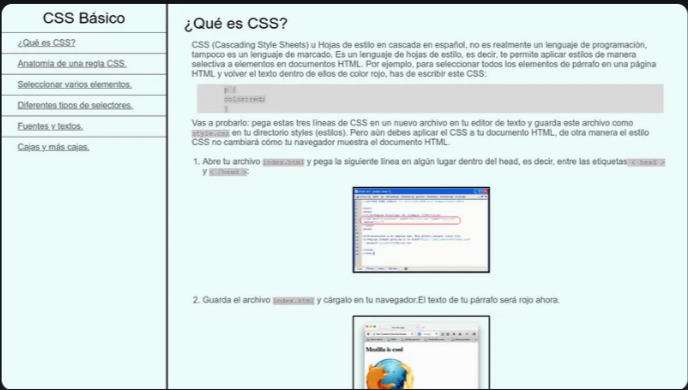 CSS Básico
¿Qué es CSS?
Anatomía de una regla CSS.
Seleccionar varios elementos.
Diferentes tipos de selectores.
Fuentes y textos.
Cajas y más cajas.
¿Qué es CSS?
CSS (Cascading Style Sheets) u Hojas de estilo en cascada en español, no es realmente un lenguaje de programación,
tampoco es un lenguaje de marcado. Es un lenguaje de hojas de estilo, es decir, te permite aplicar estilos de manera
selectiva a elementos en documentos HTML. Por ejemplo, para seleccionar todos los elementos de párrafo en una página
HTML y volver el texto dentro de ellos de color rojo, has de escribir este CSS:
p {
color:red;
}
Vas a probarlo: pega estas tres líneas de CSS en un nuevo archivo en tu editor de texto y guarda este archivo como
style.css en tu directorio styles (estilos). Pero aún debes aplicar el CSS a tu documento HTML, de otra manera el estilo
CSS no cambiará cómo tu navegador muestra el documento HTML.
1. Abre tu archivo index.html y pega la siguiente línea en algún lugar dentro del head, es decir, entre las etiquetas < head >
y < /head >:
2. Guarda el archivo index.html y cárgalo en tu navegador.El texto de tu párrafo será rojo ahora.
Mozilla is cool